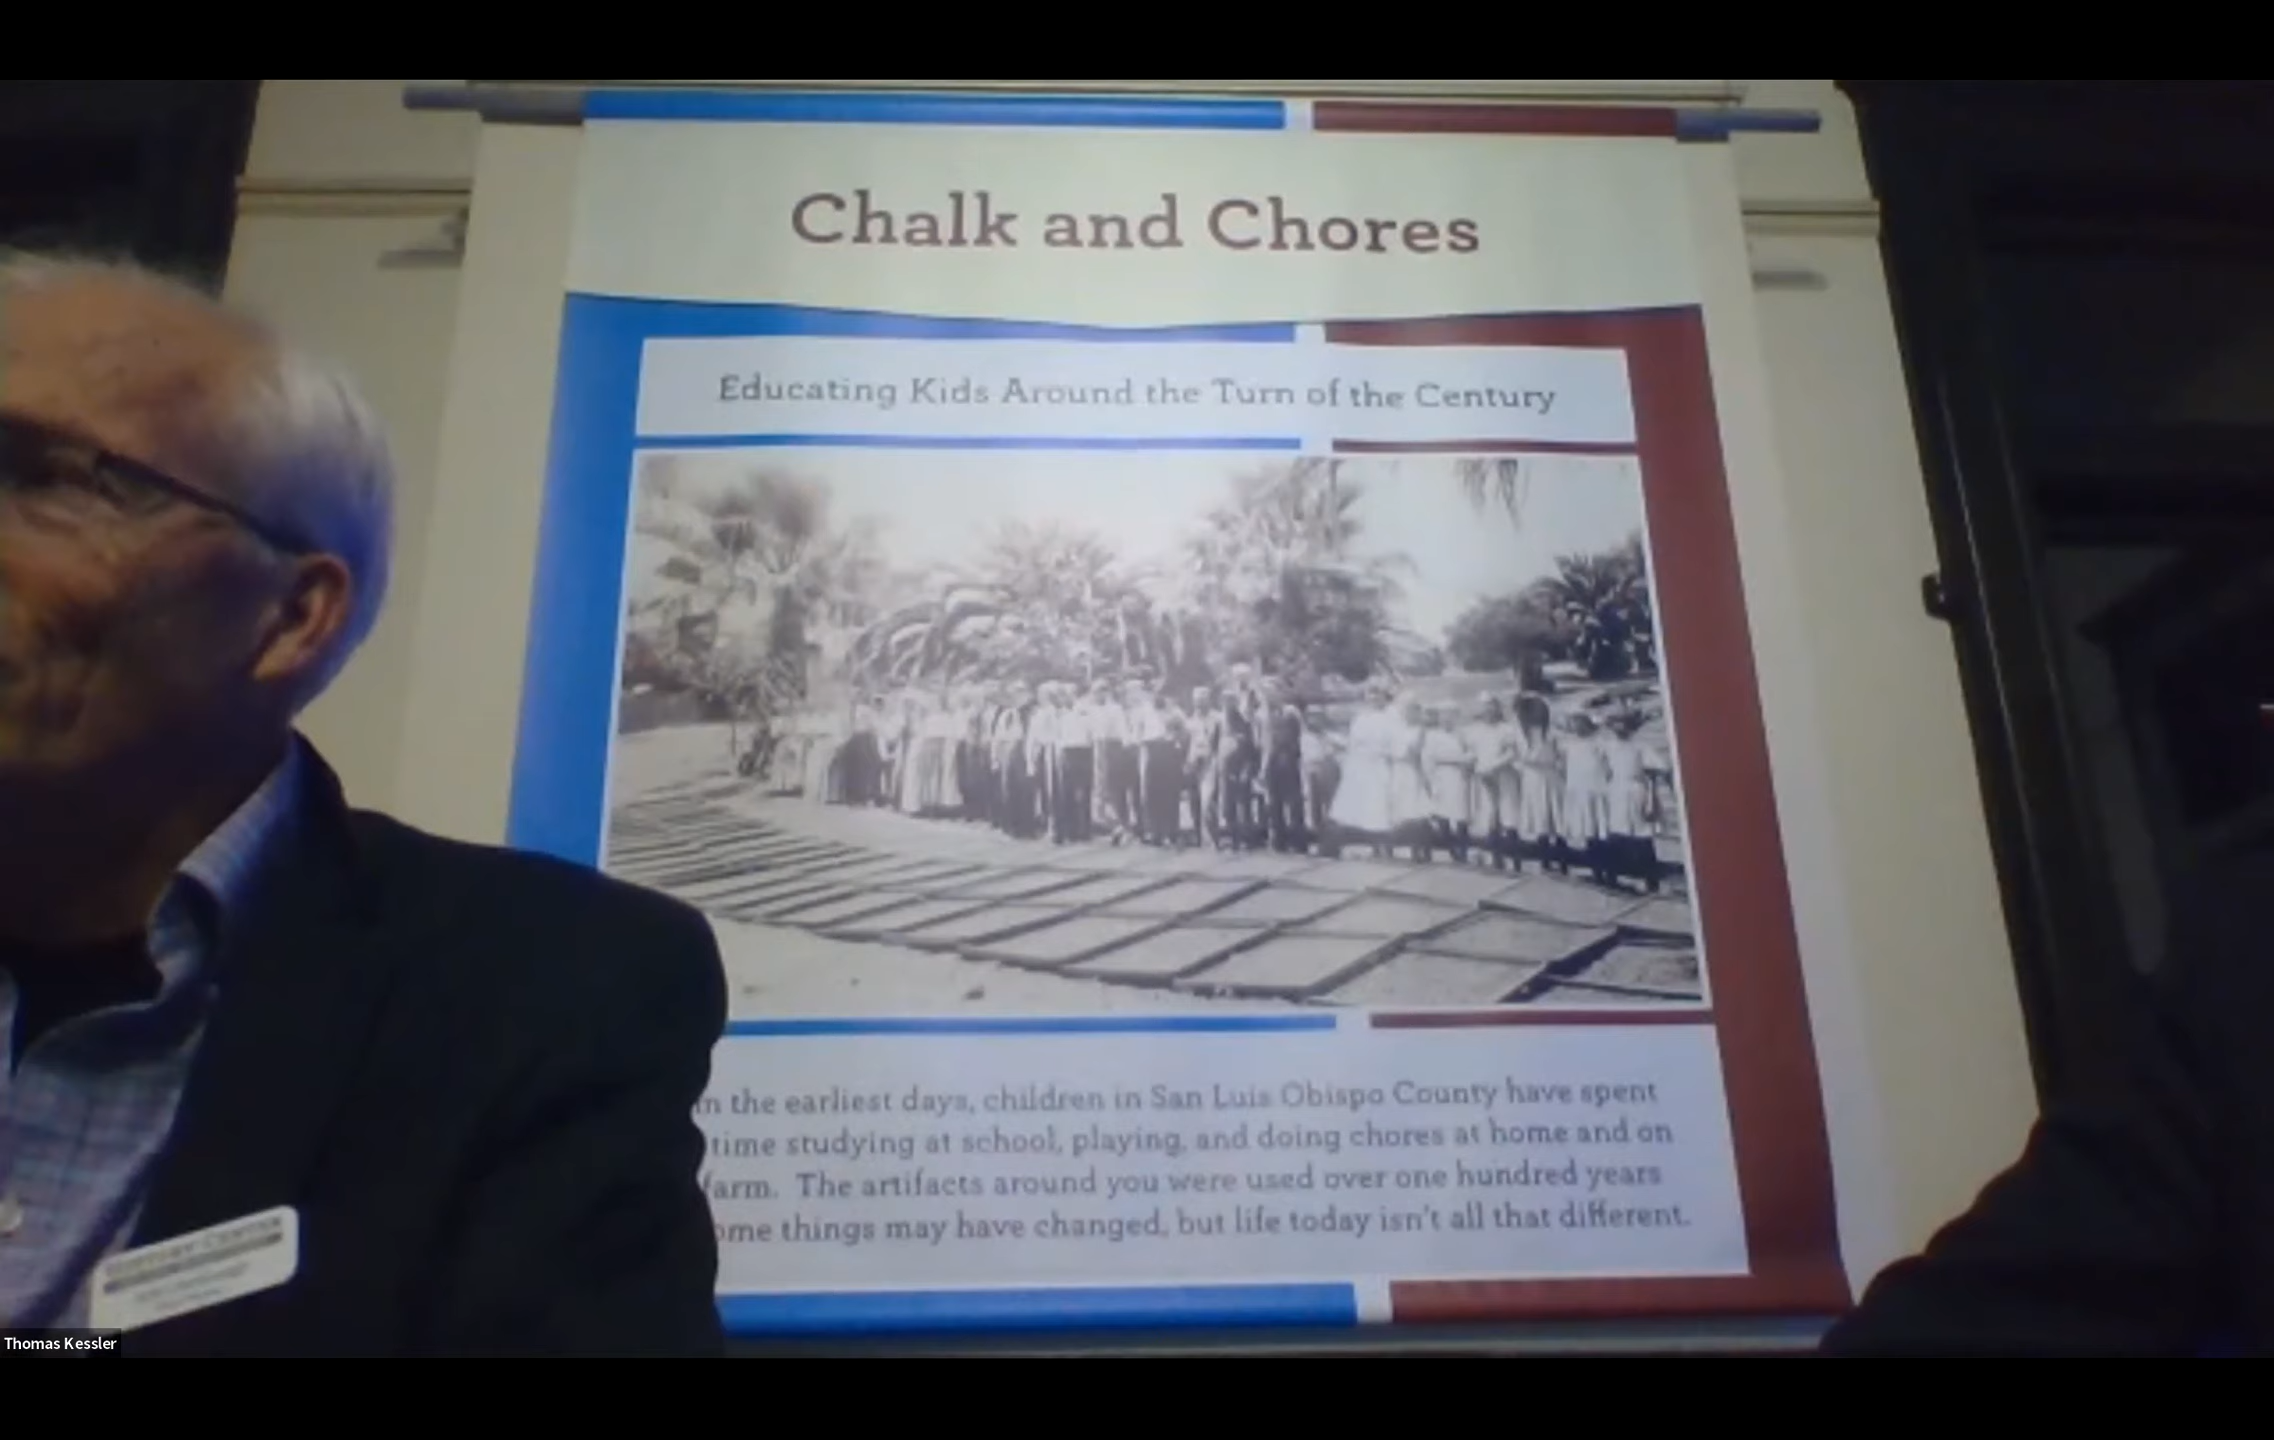 Chalk and Chores
Educating Kids Around the Turn of the Century
n the earliest days, children in San Luis Obispo County have spent
time studying at school, playing, and doing chores at home and on
farm. The artifacts around you were used over one hundred years
ome things may have changed, but life today isn't all that different.
Thomas Kessler